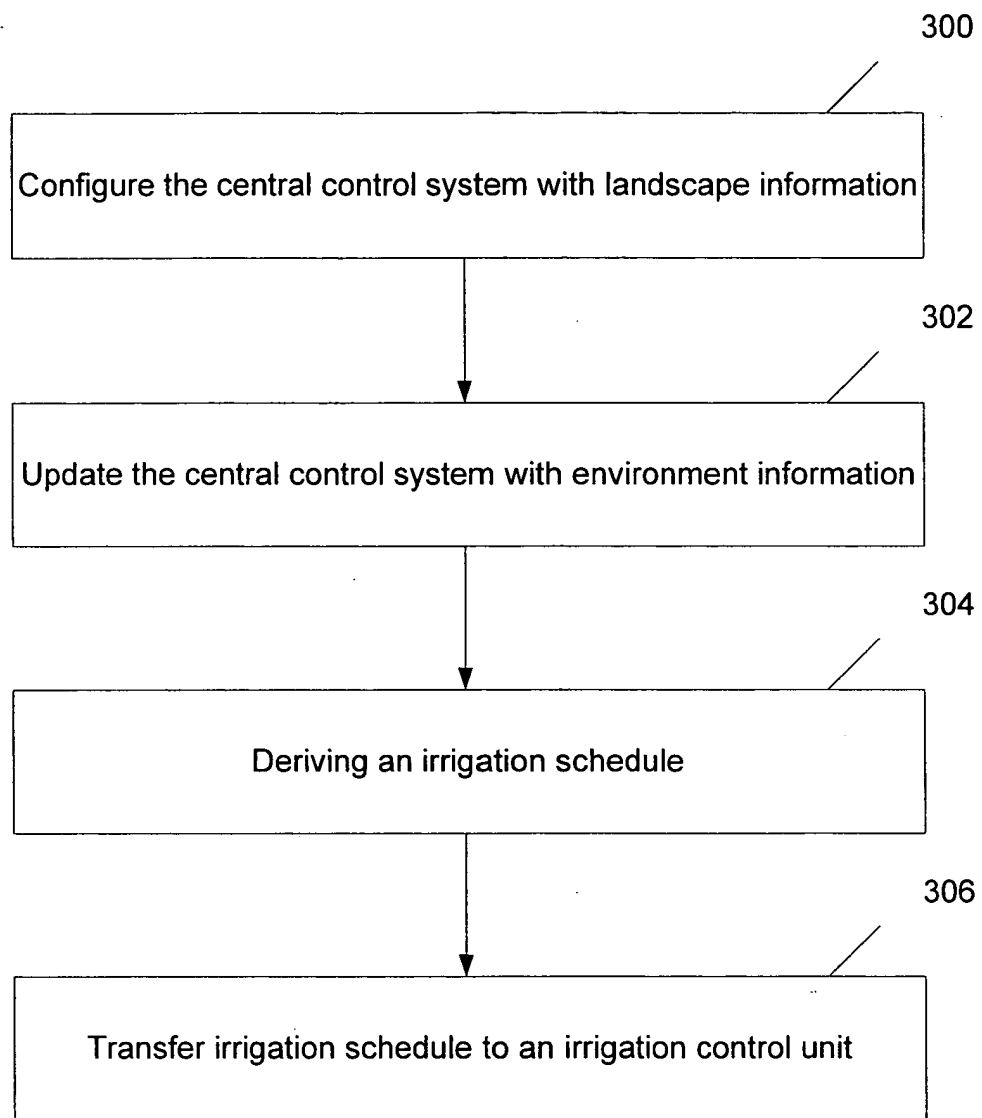 300
Configure the central control system with landscape information
302
Update the central control system with environment information
304
Deriving an irrigation schedule
306
Transfer irrigation schedule to an irrigation control unit